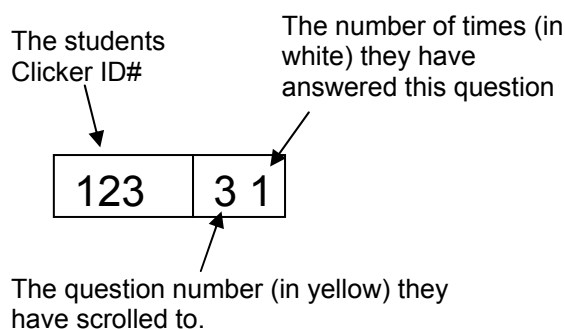 The students
Clicker ID#
The number of times (in
white) they have
answered this question
123 3 1
The question number (in yellow) they
have scrolled to.